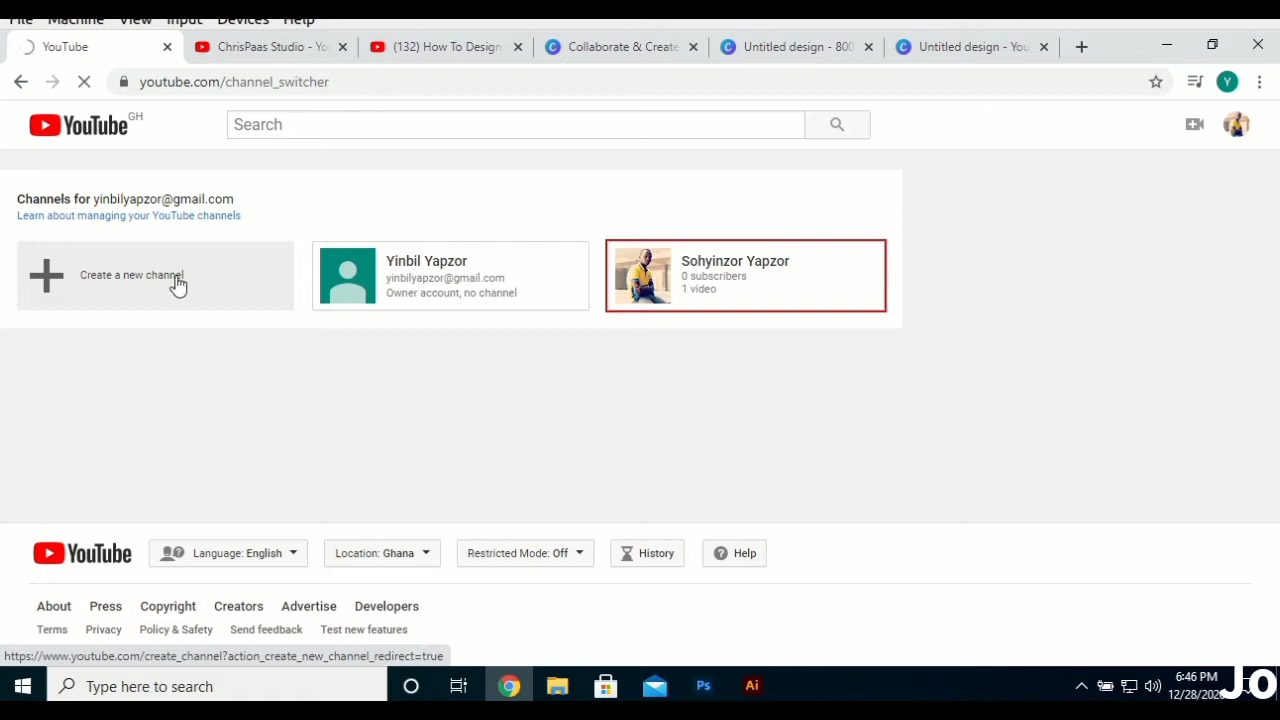 File Machine View Input Devices Help
YouTube
ChrisPaas Studio - Yo
(132) How To Design
Collaborate & Create
Untitled design - 800
Untitled design - You
youtube.com/channel_switcher
Y
YouTube GH
Search
Channels for yinbilyapzor@gmail.com
Learn about managing your YouTube channels
Create a new channel
Yinbil Yapzor
yinbilyapzor@gmail.com
Owner account, no channel
Sohyinzor Yapzor
0 subscribers
1 video
YouTube
Language: English
Location: Ghana
Restricted Mode: Off
History
Help
About Press Copyright Creators Advertise Developers
Terms Privacy Policy & Safety Send feedback Test new features
https://www.youtube.com/create_channel?action_create_new_channel_redirect=true
Type here to search
Ps
Ai
6:46 PM
Jo